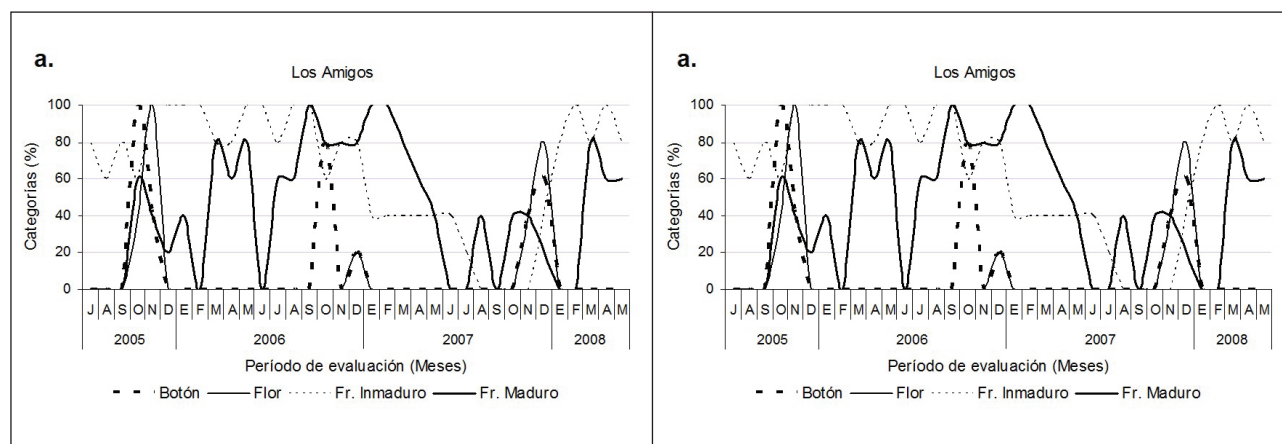 a.
Los Amigos
Categorías (%)
100
80
60
40
20
0
J A S O N D E F M A M J J A S O N D E F M A M J J A S O N D E F M A M
2005 2006 2007 2008
Período de evaluación (Meses)
Botón Flor Fr. Inmaduro Fr. Maduro
a.
Los Amigos
Categorías (%)
100
80
60
40
20
0
J A S O N D E F M A M J J A S O N D E F M A M J J A S O N D E F M A M
2005 2006 2007 2008
Período de evaluación (Meses)
Botón Flor Fr. Inmaduro Fr. Maduro